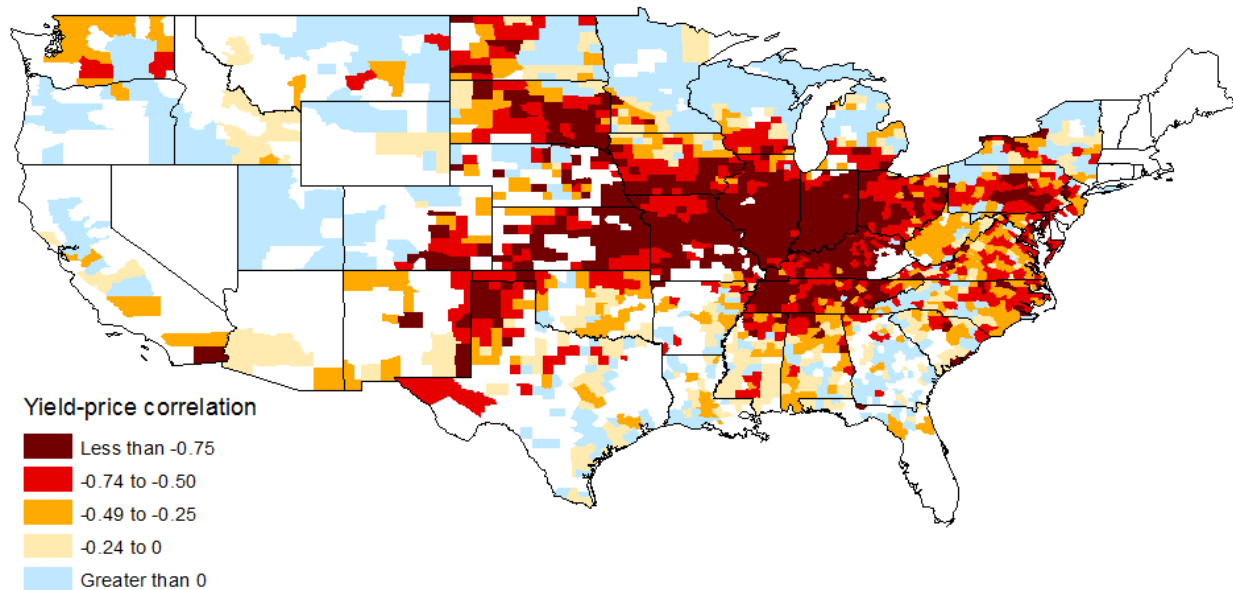 Yield-price correlation
Less than -0.75
-0.74 to -0.50
-0.49 to -0.25
-0.24 to 0
Greater than 0